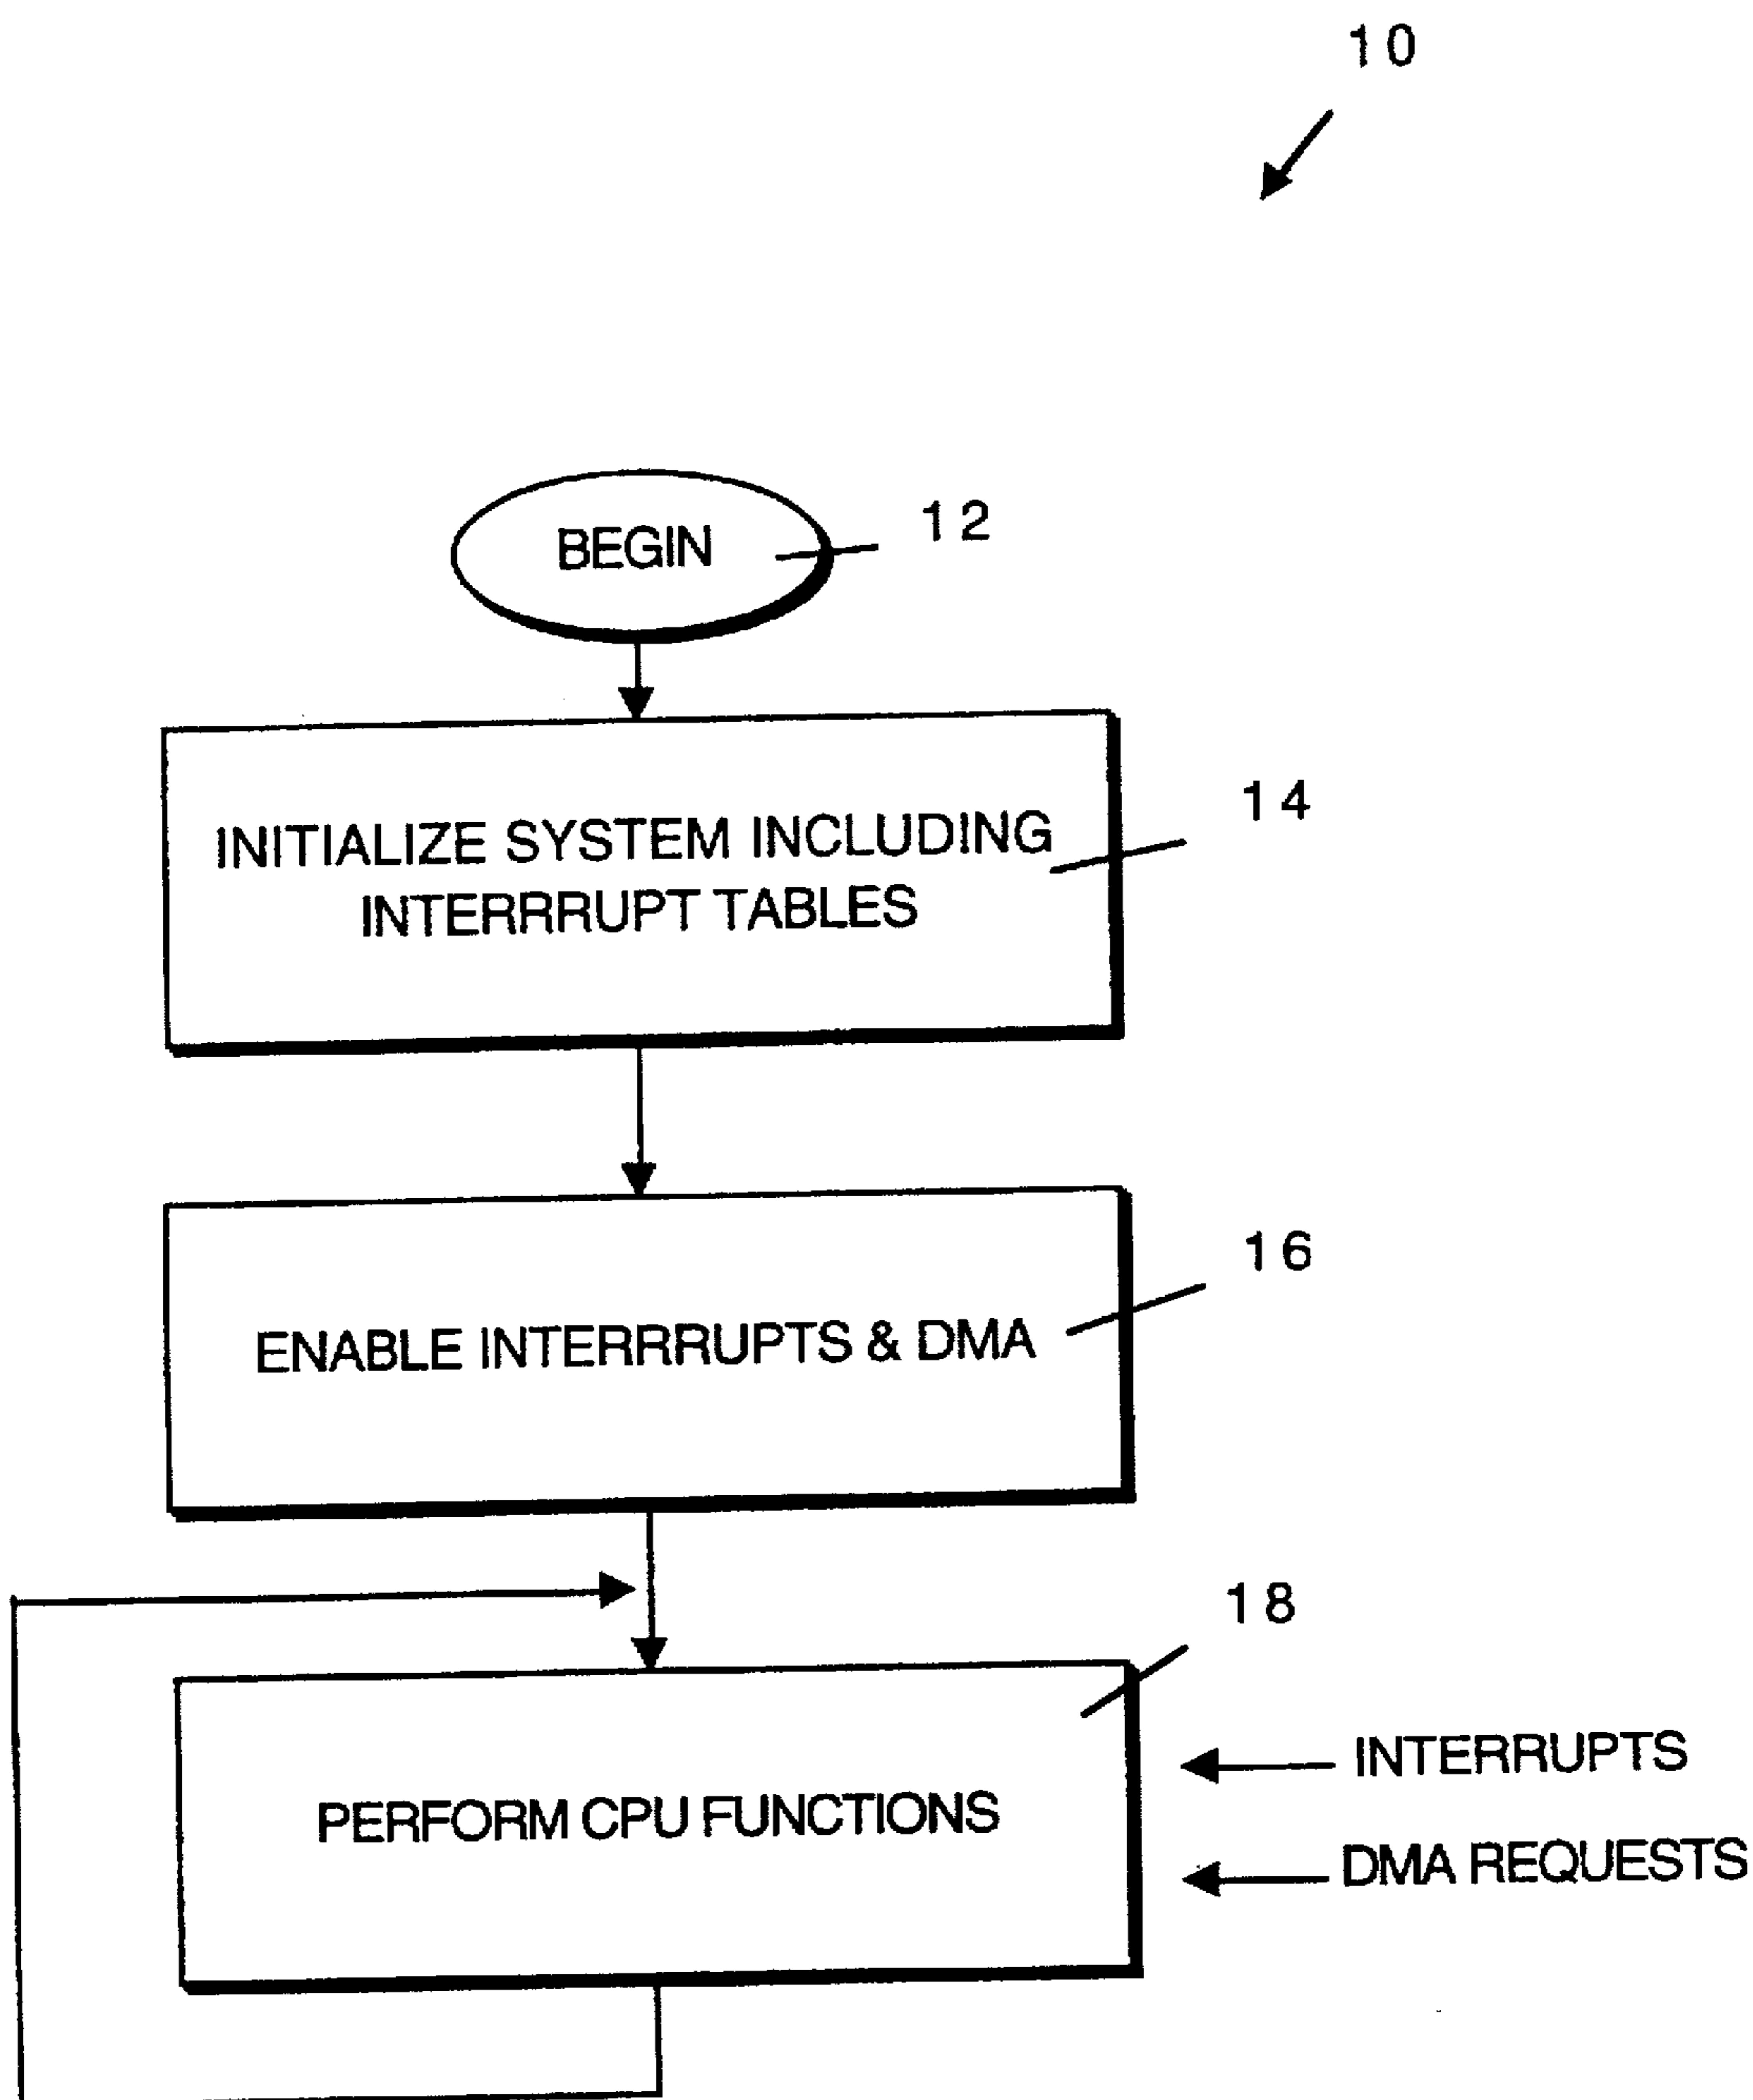 10
BEGIN
12
INITIALIZE SYSTEM INCLUDING
INTERRRUPT TABLES
14
ENABLE INTERRRUPTS & DMA
16
18
PERFORM CPU FUNCTIONS
INTERRUPTS
DMA REQUESTS